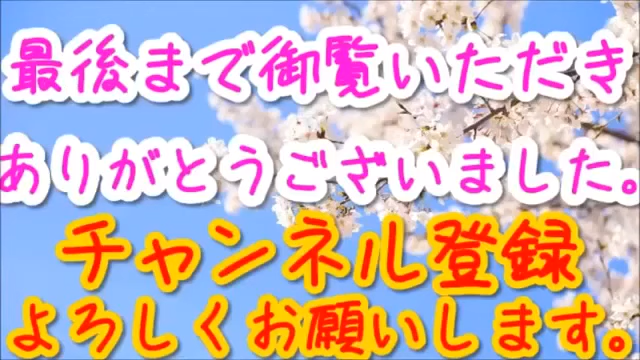 最後まで御覧いただき
ありがとうございました。
チャンネル登録
よろしくお願いします。